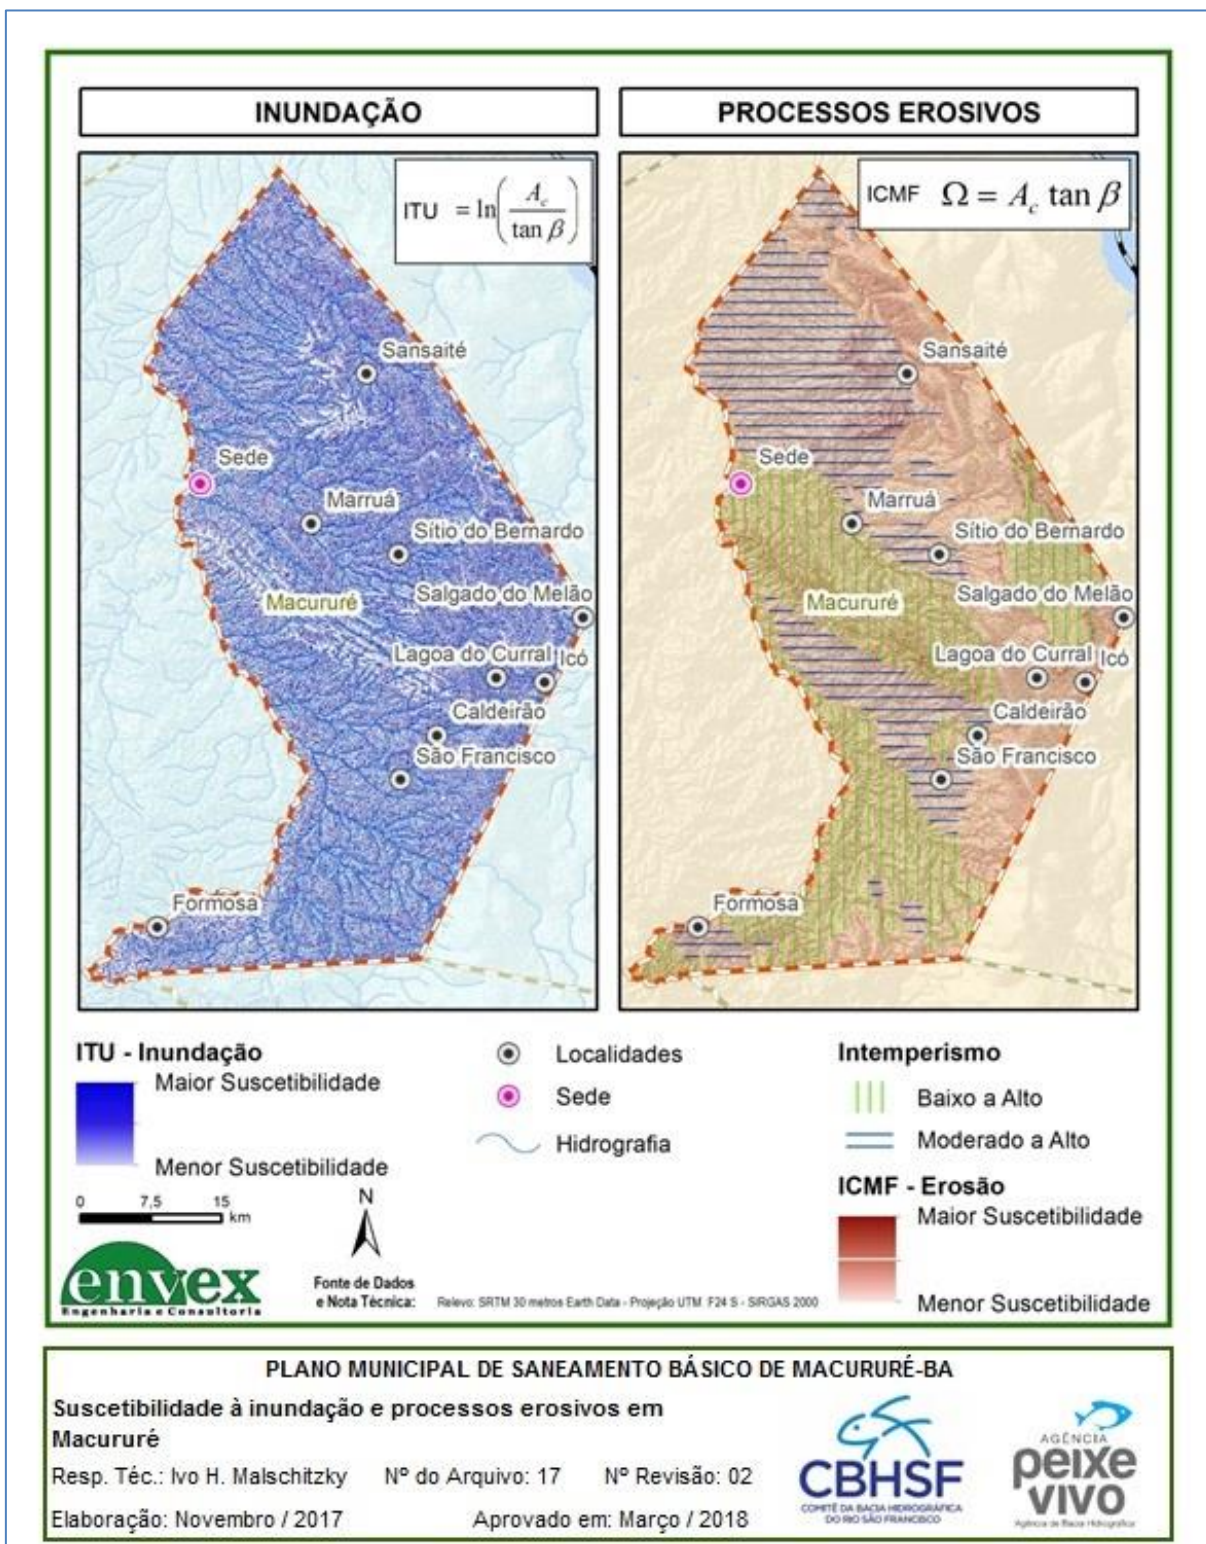 INUNDAÇÃO
ITU = ln(A_c / tan β)
Sansaité
Sede
Marruá
Sítio do Bernardo
Macururé
Salgado do Melão
Lagoa do Curral
Icó
Caldeirão
São Francisco
Formosa
PROCESSOS EROSIVOS
ICMF Ω = A_c tan β
Sansaité
Sede
Marruá
Sítio do Bernardo
Macururé
Salgado do Melão
Lagoa do Curral
Icó
Caldeirão
São Francisco
Formosa
ITU - Inundação
Maior Suscetibilidade
Menor Suscetibilidade
0 7,5 15
km
Localidades
Sede
Hidrografia
N
Intemperismo
Baixo a Alto
Moderado a Alto
ICMF - Erosão
Maior Suscetibilidade
Menor Suscetibilidade
envex
Engenharia e Consultoria
Fonte de Dados
e Nota Técnica:
Relevo: SRTM 30 metros Earth Data - Projeção UTM F24 S - SIRGAS 2000
PLANO MUNICIPAL DE SANEAMENTO BÁSICO DE MACURURÉ-BA
Suscetibilidade à inundação e processos erosivos em
Macururé
Resp. Téc.: Ivo H. Malschitzky Nº do Arquivo: 17 Nº Revisão: 02
Elaboração: Novembro / 2017 Aprovado em: Março / 2018
CBHSF
COMITÊ DA BACIA HIDROGRÁFICA
DO RIO SÃO FRANCISCO
AGÊNCIA
peixe
vivo
Agência de Bacia Hidrográfica